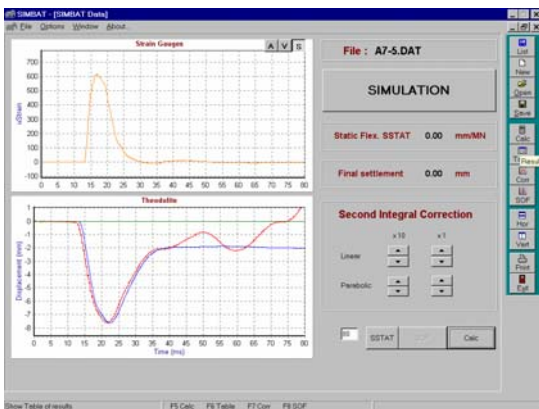 SIMBAT - [SIMBAT Data]
File Options Window About...
Strain Gauges
A V S
uStrain
700
600
500
400
300
200
100
0
-100
0 5 10 15 20 25 30 35 40 45 50 55 60 65 70 75 80
Theodolite
Displacement (mm)
1
0
-1
-2
-3
-4
-5
-6
-7
-8
0 5 10 15 20 25 30 35 40 45 50 55 60 65 70 75 80
Time (ms)
File : A7-5.DAT
SIMULATION
Static Flex. SSTAT 0.00 mm/MN
Final settlement 0.00 mm
Second Integral Correction
x 10 x 1
Linear
Parabolic
SSTAT
Calc
List
New
Open
Save
Calc
Corr
SOF
Hor
Vert
Print
Exit
Show Table of results F5 Calc F6 Table F7 Corr F8 SOF